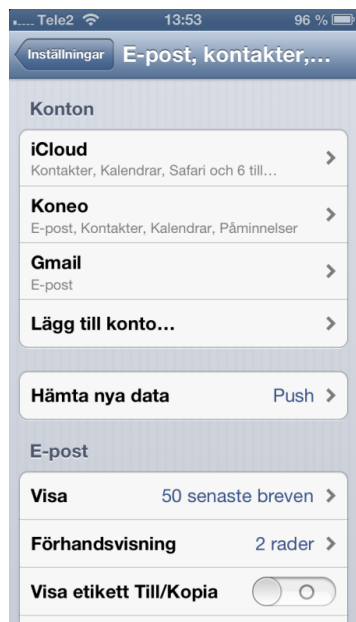 Tele2 13:53 96 %
Inställningar E-post, kontakter,...
Konton
iCloud
Kontakter, Kalendrar, Safari och 6 till...
Koneo
E-post, Kontakter, Kalendrar, Påminnelser
Gmail
E-post
Lägg till konto...
Hämta nya data Push
E-post
Visa 50 senaste breven
Förhandsvisning 2 rader
Visa etikett Till/Kopia